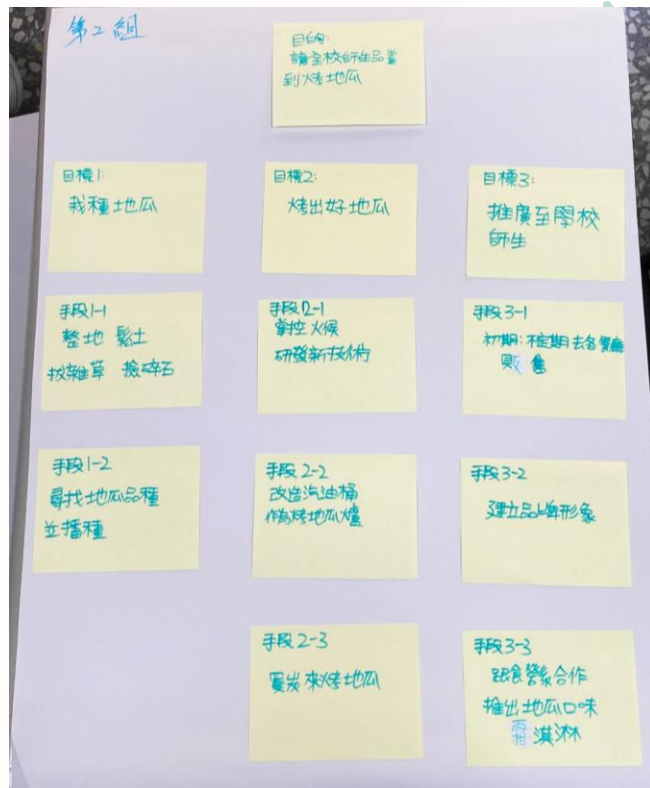 第2組
目的:
讓全校師生品嘗
到烤地瓜
目標1:
我種地瓜
目標2:
烤出好地瓜
目標3:
推廣至學校
師生
手段1-1
整地 鬆土
拔雜草 撿碎石
手段2-1
掌控火候
研發新技術
手段3-1
初期:不定期去各餐廳
販售
手段1-2
尋找地瓜品種
並播種
手段2-2
改造汽油桶
作為烤地瓜爐
手段3-2
建立品牌形象
手段2-3
買炭來烤地瓜
手段3-3
跟食營系合作
推出地瓜口味
霜淇淋